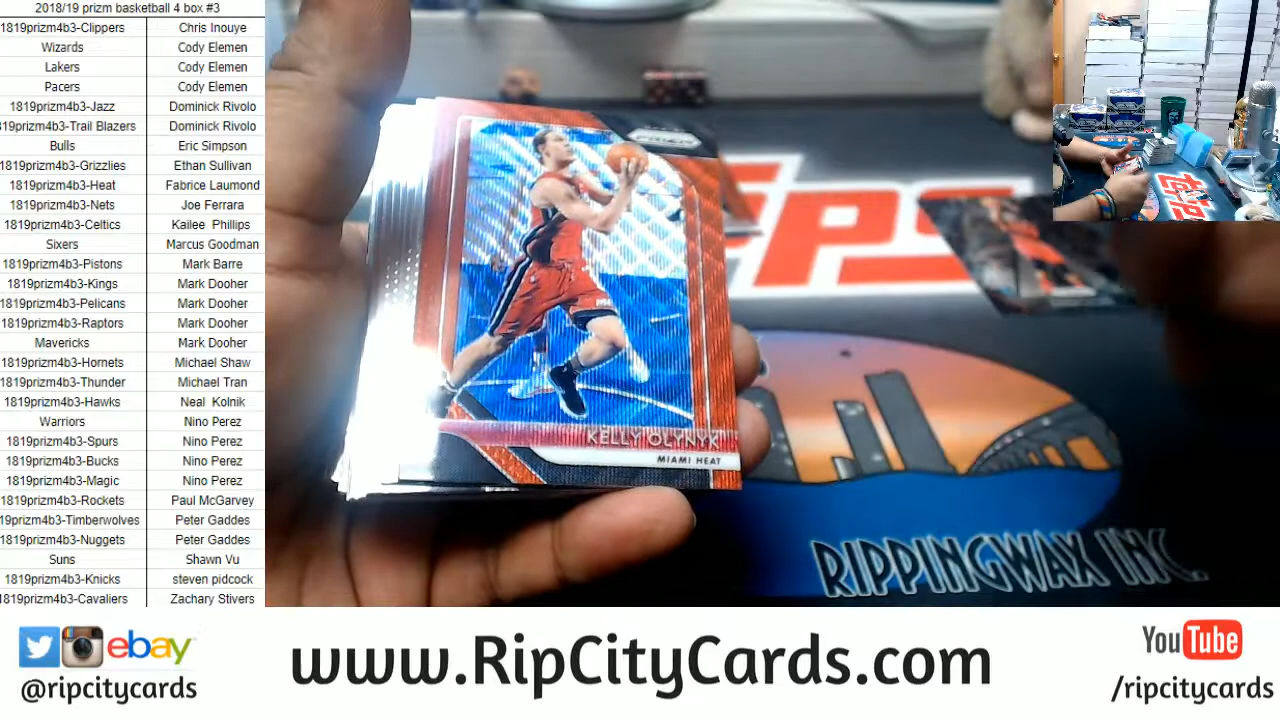 2018/19 prizm basketball 4 box #3
1819prizm4b3-Clippers Chris Inouye
Wizards Cody Elemen
Lakers Cody Elemen
Pacers Cody Elemen
1819prizm4b3-Jazz Dominick Rivolo
19prizm4b3-Trail Blazers Dominick Rivolo
Bulls Eric Simpson
1819prizm4b3-Grizzlies Ethan Sullivan
1819prizm4b3-Heat Fabrice Laumond
1819prizm4b3-Nets Joe Ferrara
1819prizm4b3-Celtics Kailee Phillips
Sixers Marcus Goodman
1819prizm4b3-Pistons Mark Barre
1819prizm4b3-Kings Mark Dooher
1819prizm4b3-Pelicans Mark Dooher
1819prizm4b3-Raptors Mark Dooher
Mavericks Mark Dooher
1819prizm4b3-Hornets Michael Shaw
1819prizm4b3-Thunder Michael Tran
1819prizm4b3-Hawks Neal Kolnik
Warriors Nino Perez
1819prizm4b3-Spurs Nino Perez
1819prizm4b3-Bucks Nino Perez
1819prizm4b3-Magic Nino Perez
1819prizm4b3-Rockets Paul McGarvey
19prizm4b3-Timberwolves Peter Gaddes
1819prizm4b3-Nuggets Peter Gaddes
Suns Shawn Vu
1819prizm4b3-Knicks steven pidcock
1819prizm4b3-Cavaliers Zachary Stivers
PRIZM
KELLY OLYNYK
MIAMI HEAT
RIPPINGWAX INC.
ebay
@ripcitycards
www.RipCityCards.com
YouTube
/ripcitycards